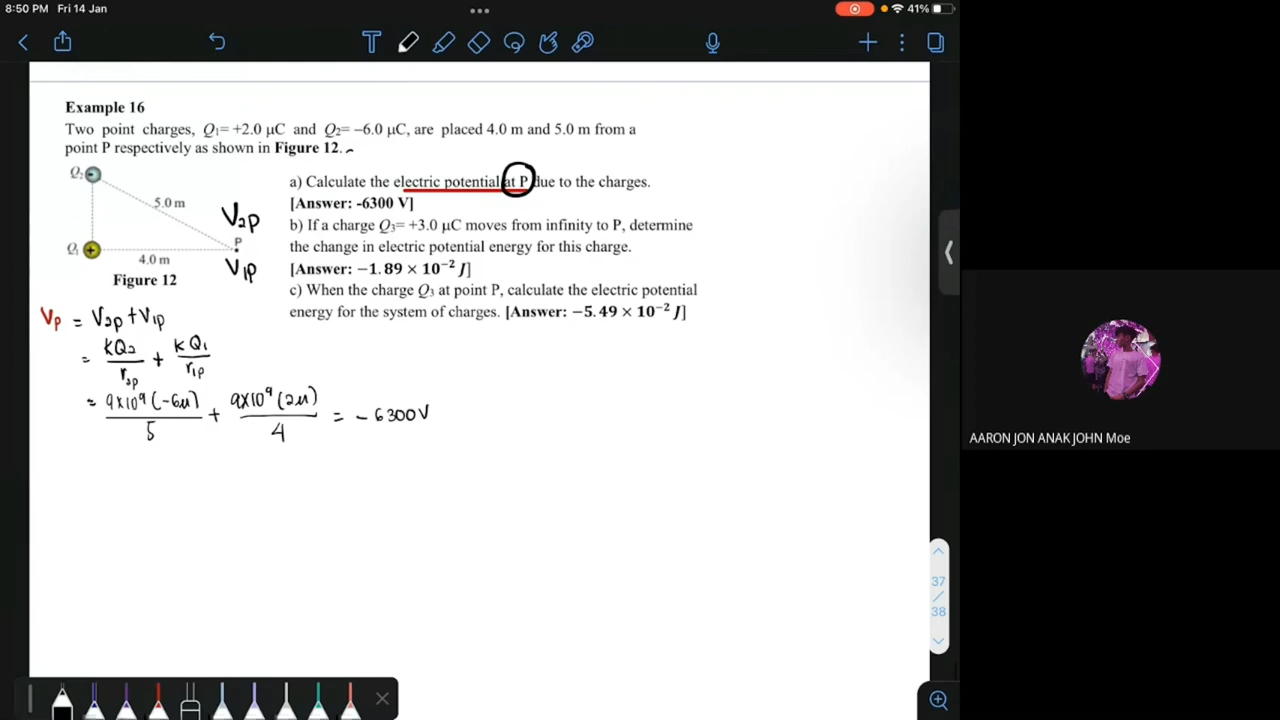 8:50 PM Fri 14 Jan
41%
T
Example 16
Two point charges, Q1= +2.0 μC and Q2= –6.0 μC, are placed 4.0 m and 5.0 m from a
point P respectively as shown in Figure 12.
Q2
5.0 m
V2p
P
Q1
4.0 m
V1p
Figure 12
a) Calculate the electric potential at P due to the charges.
[Answer: -6300 V]
b) If a charge Q3= +3.0 μC moves from infinity to P, determine
the change in electric potential energy for this charge.
[Answer: −1.89 × 10⁻² J]
c) When the charge Q3 at point P, calculate the electric potential
energy for the system of charges. [Answer: −5.49 × 10⁻² J]
Vp = V2p + V1p
= kQ2/r2p + kQ1/r1p
= 9x10⁹(-6μ)/5 + 9x10⁹(2μ)/4 = - 6300V
37
/
38
AARON JON ANAK JOHN Moe